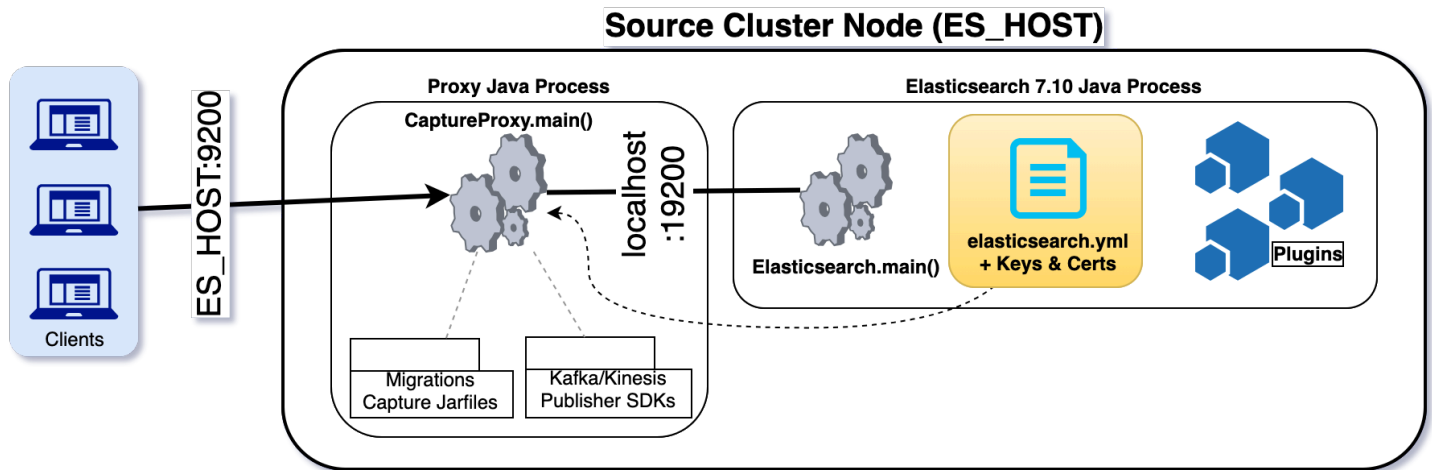 Source Cluster Node (ES_HOST)
Clients
ES_HOST:9200
Proxy Java Process
CaptureProxy.main()
localhost
:19200
Migrations
Capture Jarfiles
Kafka/Kinesis
Publisher SDKs
Elasticsearch 7.10 Java Process
Elasticsearch.main()
elasticsearch.yml
+ Keys & Certs
Plugins